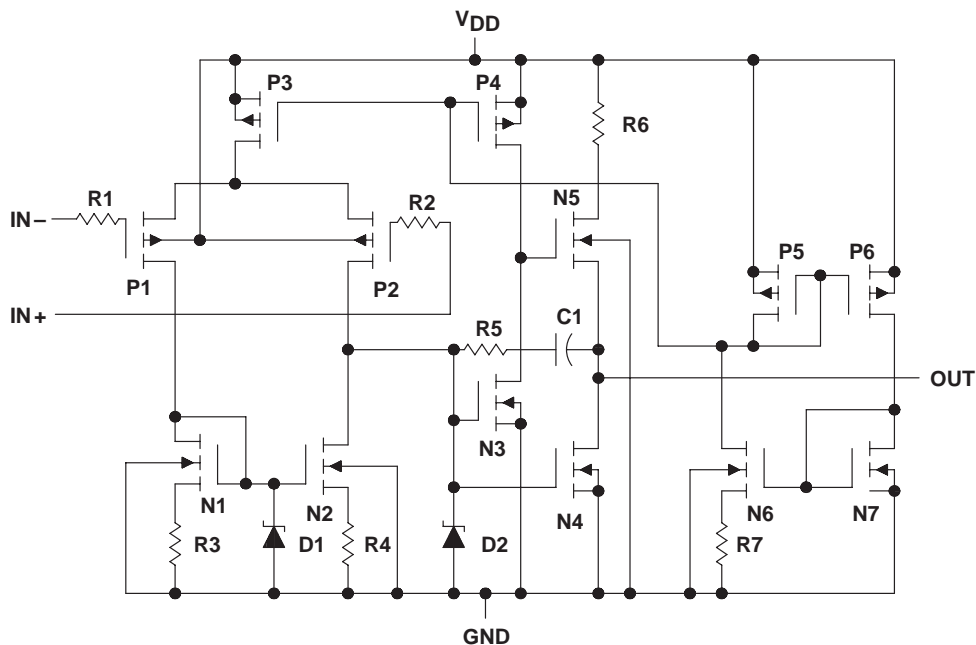 VDD
P3
P4
R6
R1
R2
N5
IN−
P5
P6
P1
P2
IN+
R5
C1
OUT
N3
N1
N2
N4
N6
N7
R3
D1
R4
D2
R7
GND